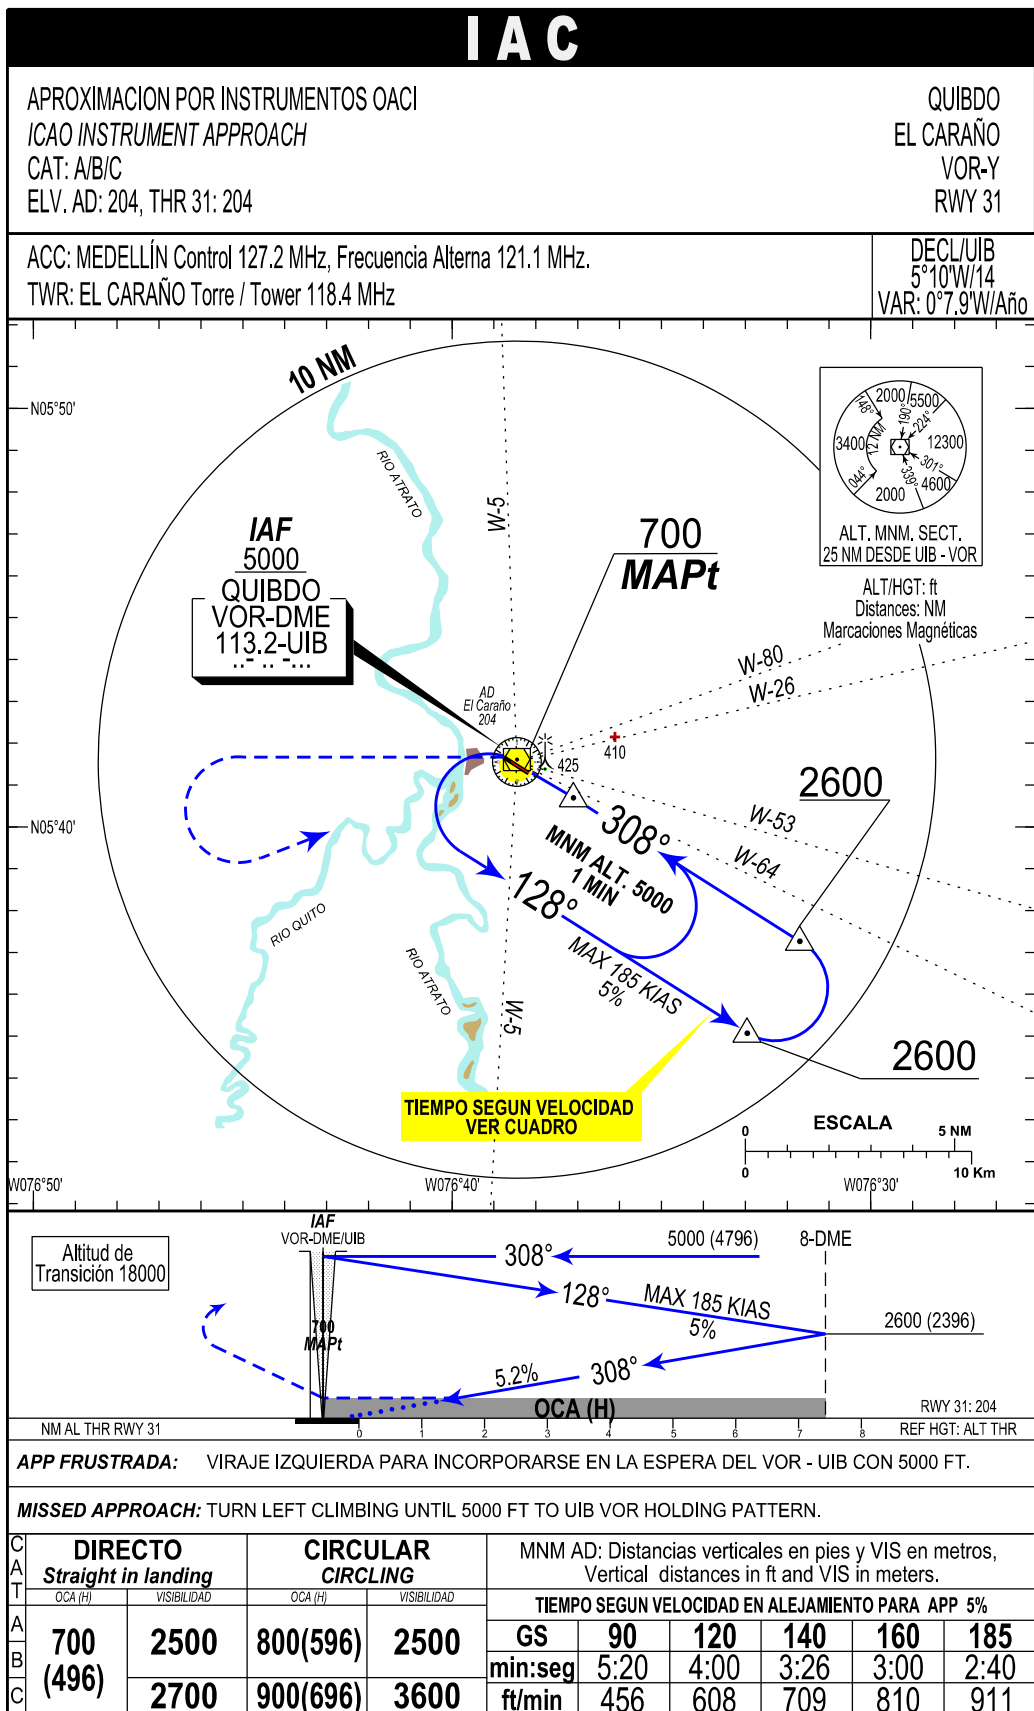 IAC
APROXIMACION POR INSTRUMENTOS OACI
ICAO INSTRUMENT APPROACH
CAT: A/B/C
ELV. AD: 204, THR 31: 204
QUIBDO
EL CARAÑO
VOR-Y
RWY 31
ACC: MEDELLÍN Control 127.2 MHz, Frecuencia Alterna 121.1 MHz.
TWR: EL CARAÑO Torre / Tower 118.4 MHz
DECL/UIB
5°10'W/14
VAR: 0°7.9'W/Año
10 NM
N05°50'
RIO ATRATO
W-5
IAF
5000
QUIBDO
VOR-DME
113.2-UIB
700
MAPt
148°
2000
5500
190°
224°
3400
12 NM
12300
044°
301°
339°
4600
2000
ALT. MNM. SECT.
25 NM DESDE UIB - VOR
ALT/HGT: ft
Distances: NM
Marcaciones Magnéticas
W-80
W-26
AD
El Caraño
204
410
425
2600
N05°40'
308°
W-53
W-64
MNM ALT. 5000
1 MIN
128°
RIO QUITO
RIO ATRATO
MAX 185 KIAS
5%
W-5
2600
TIEMPO SEGUN VELOCIDAD
VER CUADRO
ESCALA
0 5 NM
0 10 Km
W076°50'
W076°40'
W076°30'
Altitud de
Transición 18000
IAF
VOR-DME/UIB
308°
5000 (4796)
8-DME
128°
MAX 185 KIAS
5%
2600 (2396)
700
MAPt
5.2%
308°
OCA (H)
RWY 31: 204
NM AL THR RWY 31
0 1 2 3 4 5 6 7 8
REF HGT: ALT THR
APP FRUSTRADA: VIRAJE IZQUIERDA PARA INCORPORARSE EN LA ESPERA DEL VOR - UIB CON 5000 FT.
MISSED APPROACH: TURN LEFT CLIMBING UNTIL 5000 FT TO UIB VOR HOLDING PATTERN.
CAT
DIRECTO
Straight in landing
CIRCULAR
CIRCLING
MNM AD: Distancias verticales en pies y VIS en metros,
Vertical distances in ft and VIS in meters.
OCA (H) VISIBILIDAD OCA (H) VISIBILIDAD
TIEMPO SEGUN VELOCIDAD EN ALEJAMIENTO PARA APP 5%
A
B
C
700
(496)
2500
800(596)
2500
2700
900(696)
3600
GS 90 120 140 160 185
min:seg 5:20 4:00 3:26 3:00 2:40
ft/min 456 608 709 810 911